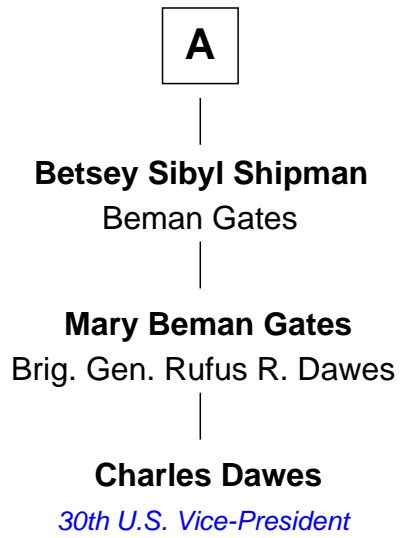 A
Betsey Sibyl Shipman
Beman Gates
Mary Beman Gates
Brig. Gen. Rufus R. Dawes
Charles Dawes
30th U.S. Vice-President